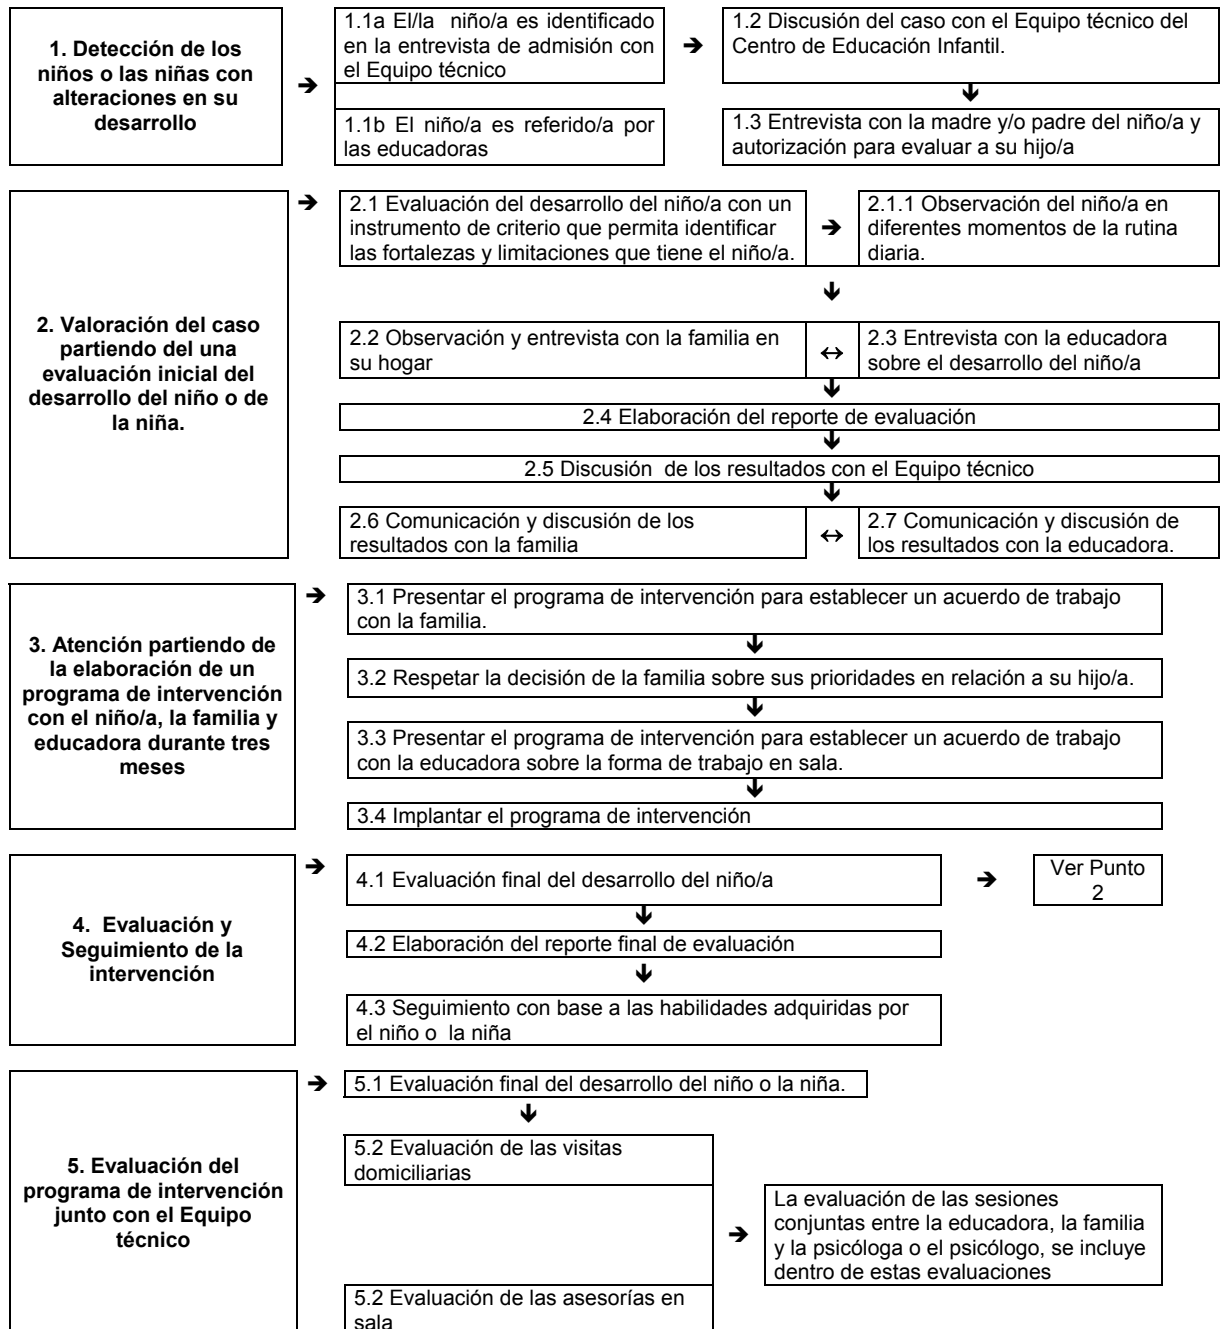 1. Detección de los
niños o las niñas con
alteraciones en su
desarrollo
1.1a El/la niño/a es identificado
en la entrevista de admisión con
el Equipo técnico
1.1b El niño/a es referido/a por
las educadoras
1.2 Discusión del caso con el Equipo técnico del
Centro de Educación Infantil.
1.3 Entrevista con la madre y/o padre del niño/a y
autorización para evaluar a su hijo/a
2. Valoración del caso
partiendo del una
evaluación inicial del
desarrollo del niño o de
la niña.
2.1 Evaluación del desarrollo del niño/a con un
instrumento de criterio que permita identificar
las fortalezas y limitaciones que tiene el niño/a.
2.1.1 Observación del niño/a en
diferentes momentos de la rutina
diaria.
2.2 Observación y entrevista con la familia en
su hogar
2.3 Entrevista con la educadora
sobre el desarrollo del niño/a
2.4 Elaboración del reporte de evaluación
2.5 Discusión de los resultados con el Equipo técnico
2.6 Comunicación y discusión de los
resultados con la familia
2.7 Comunicación y discusión de
los resultados con la educadora.
3. Atención partiendo de
la elaboración de un
programa de intervención
con el niño/a, la familia y
educadora durante tres
meses
3.1 Presentar el programa de intervención para establecer un acuerdo de trabajo
con la familia.
3.2 Respetar la decisión de la familia sobre sus prioridades en relación a su hijo/a.
3.3 Presentar el programa de intervención para establecer un acuerdo de trabajo
con la educadora sobre la forma de trabajo en sala.
3.4 Implantar el programa de intervención
4. Evaluación y
Seguimiento de la
intervención
4.1 Evaluación final del desarrollo del niño/a
Ver Punto
2
4.2 Elaboración del reporte final de evaluación
4.3 Seguimiento con base a las habilidades adquiridas por
el niño o la niña
5. Evaluación del
programa de intervención
junto con el Equipo
técnico
5.1 Evaluación final del desarrollo del niño o la niña.
5.2 Evaluación de las visitas
domiciliarias
La evaluación de las sesiones
conjuntas entre la educadora, la familia
y la psicóloga o el psicólogo, se incluye
dentro de estas evaluaciones
5.2 Evaluación de las asesorías en
sala